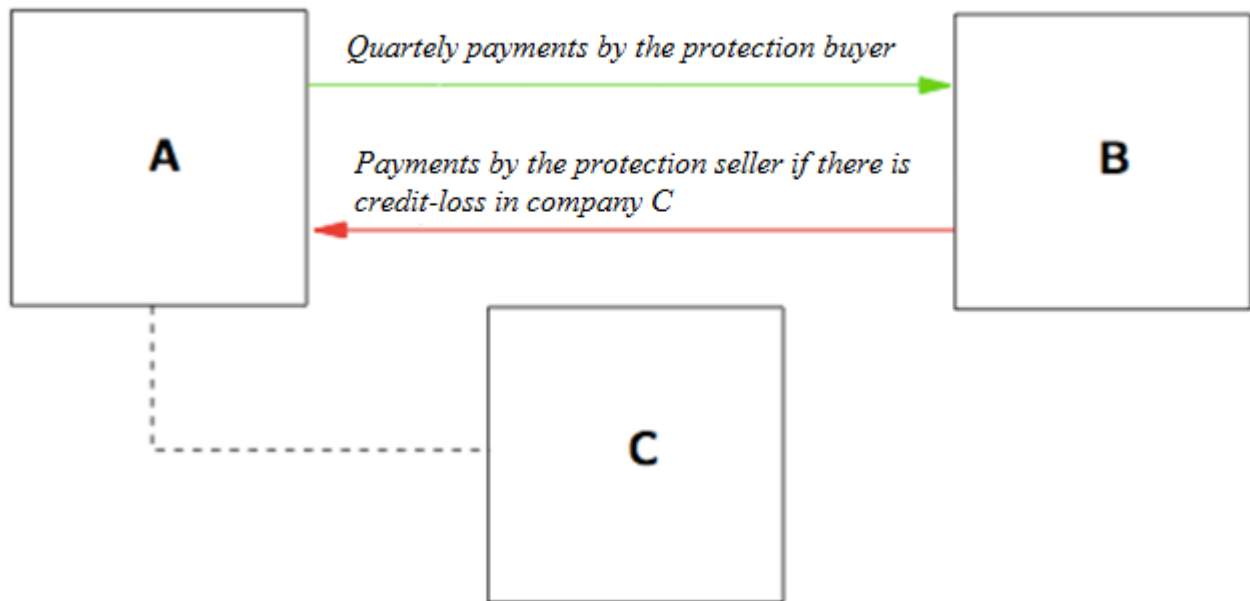 Quartely payments by the protection buyer
A
Payments by the protection seller if there is
credit-loss in company C
B
C